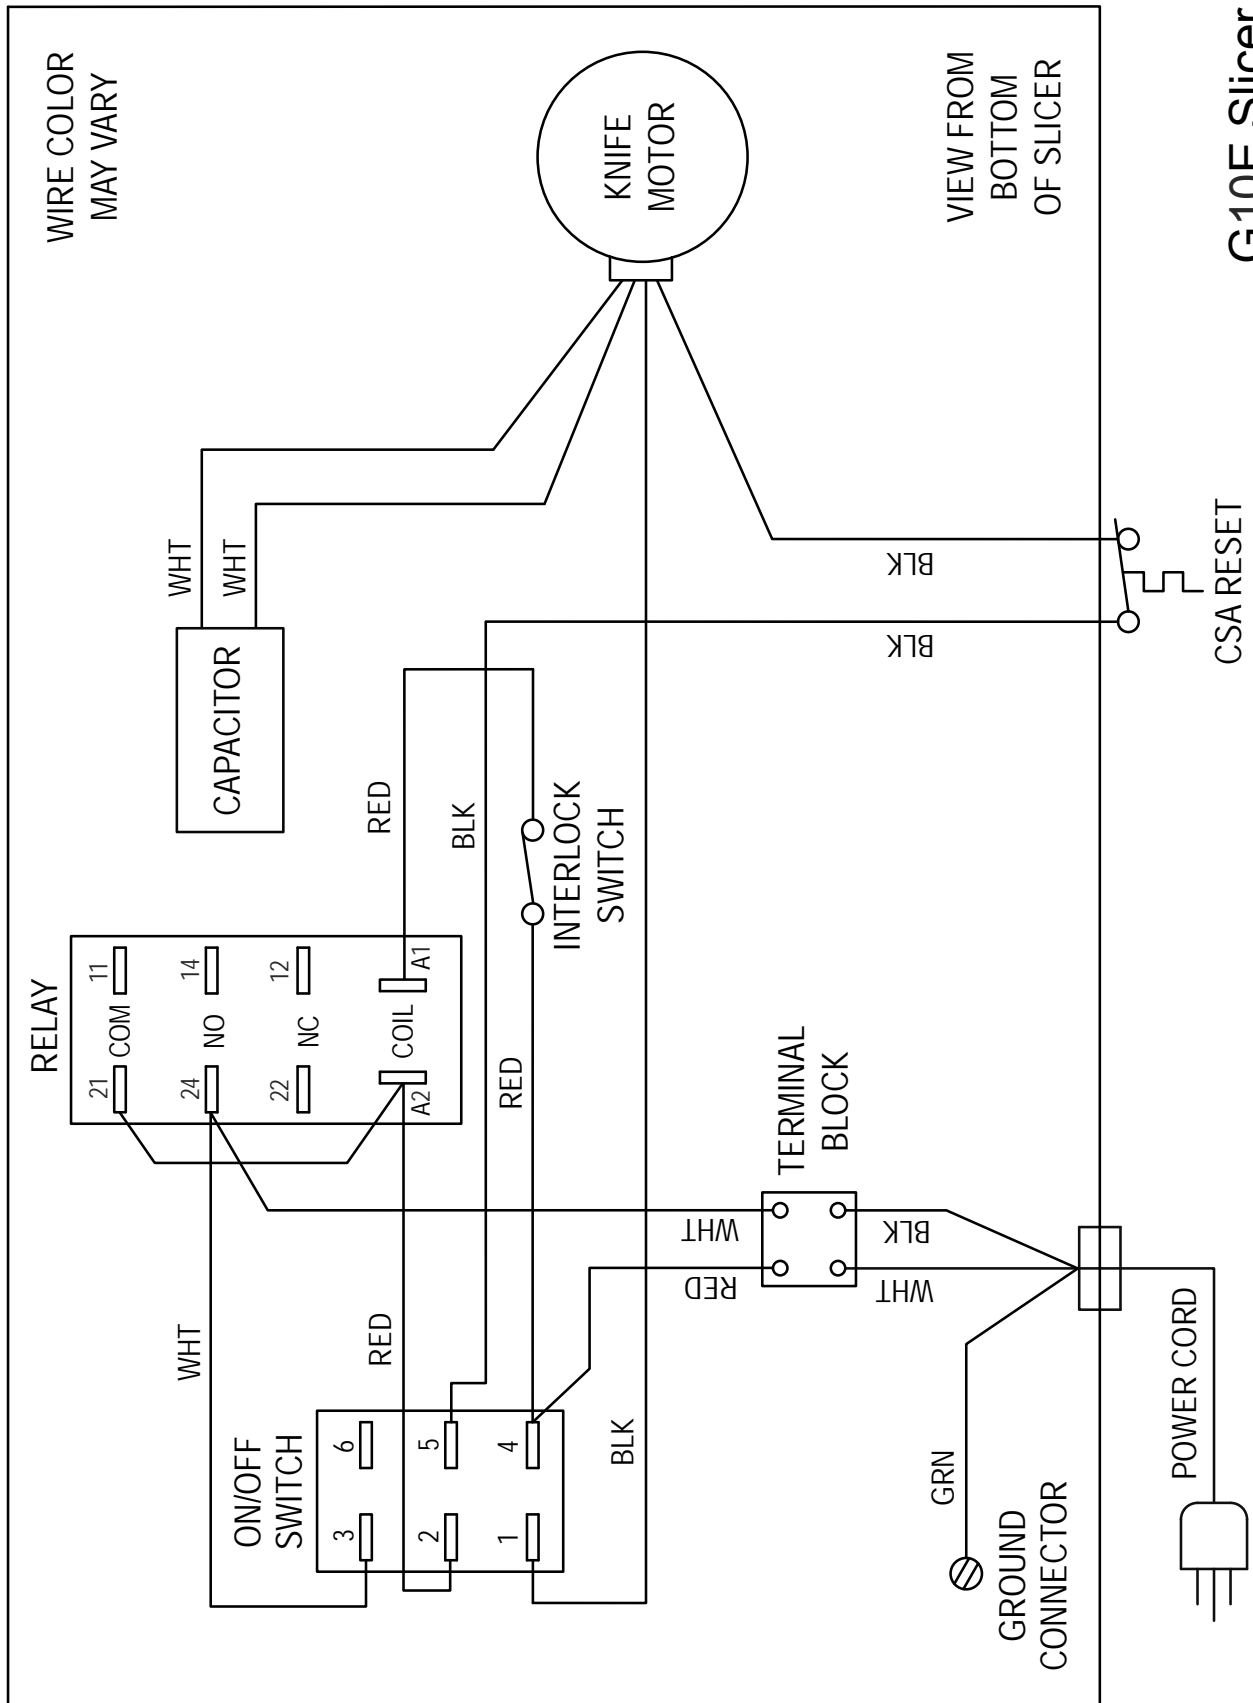 WIRE COLOR
MAY VARY
KNIFE
MOTOR
VIEW FROM
BOTTOM
OF SLICER
WHT
WHT
CAPACITOR
RED
BLK
INTERLOCK
SWITCH
BLK
BLK
CSA RESET
RELAY
21
COM
11
24
NO
14
22
NC
12
A2
COIL
A1
RED
TERMINAL
BLOCK
WHT
RED
BLK
WHT
WHT
RED
ON/OFF
SWITCH
3
6
2
5
1
4
BLK
GRN
GROUND
CONNECTOR
POWER CORD
Slicer